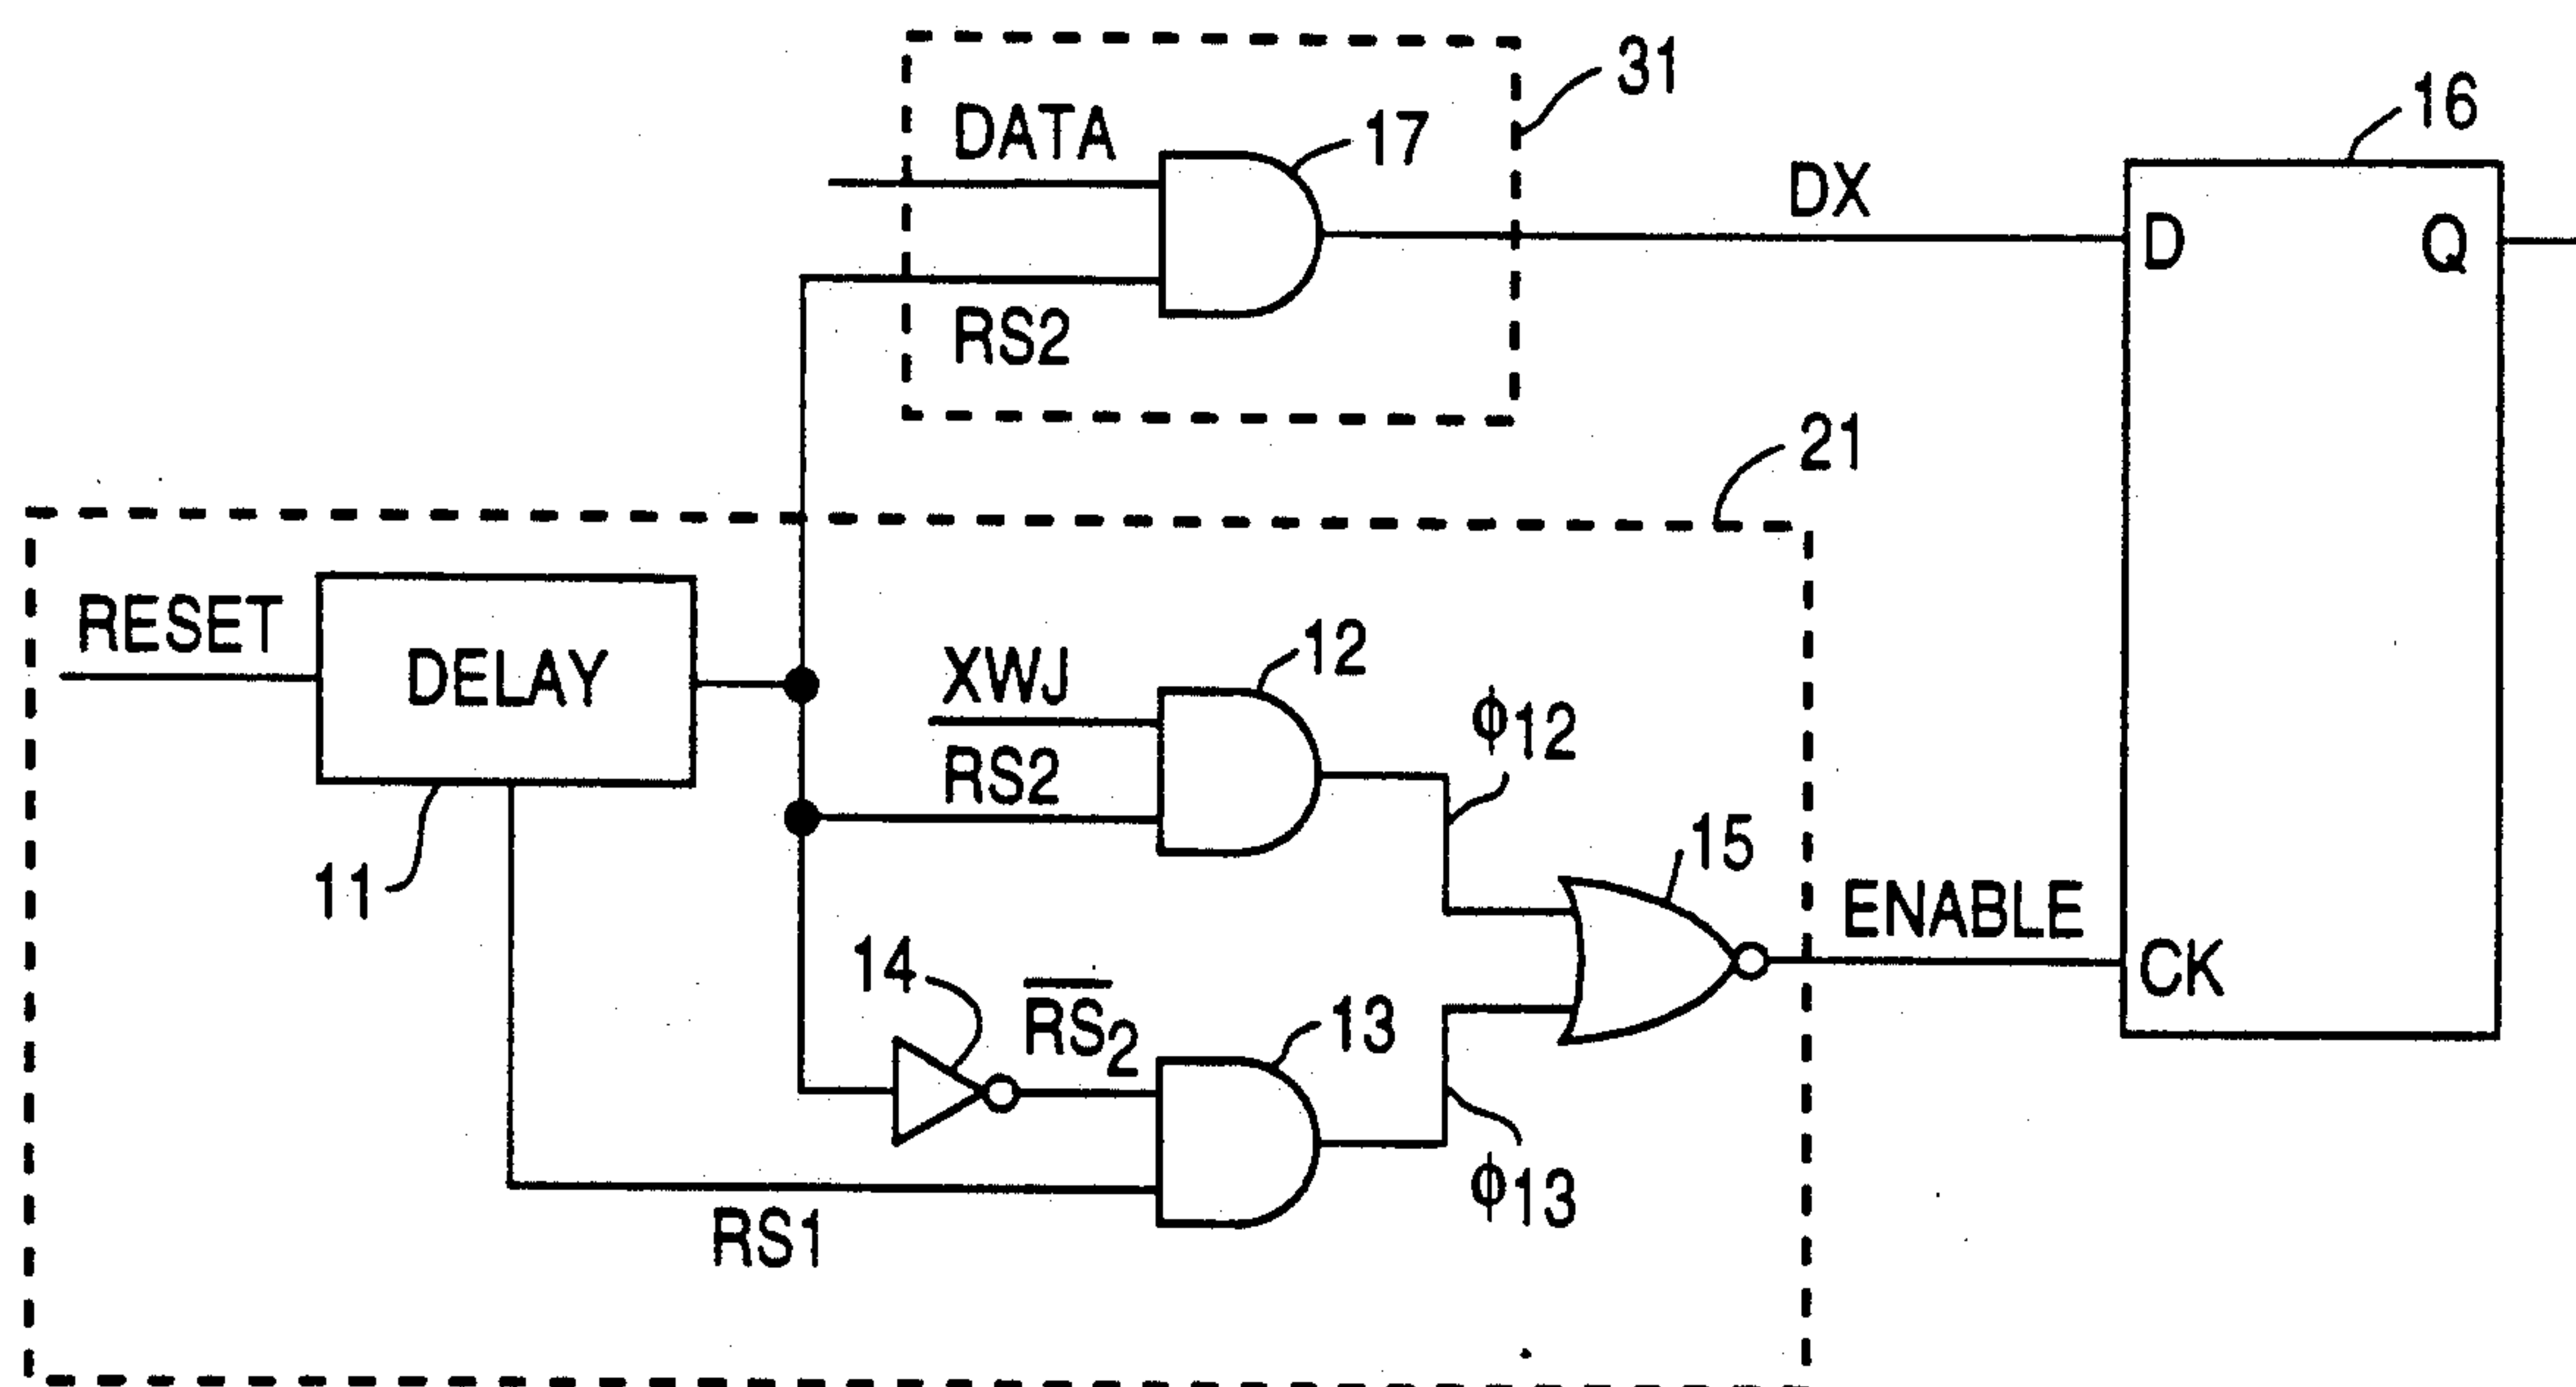 31
DATA
17
16
DX
D
Q
RS2
21
RESET
DELAY
XWJ
12
ϕ12
RS2
11
15
ENABLE
14
R̅S̅2
13
CK
ϕ13
RS1